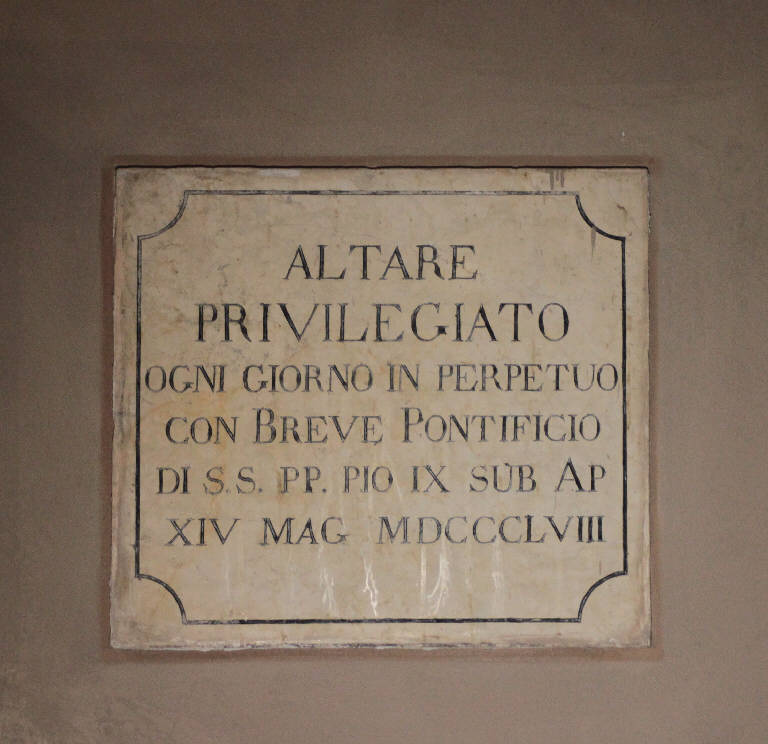 ALTARE
PRIVILEGIATO
OGNI GIORNO IN PERPETUO
CON BREVE PONTIFICIO
DI S.S. PP. PIO IX SUB AP
XIV MAG MDCCCLVIII